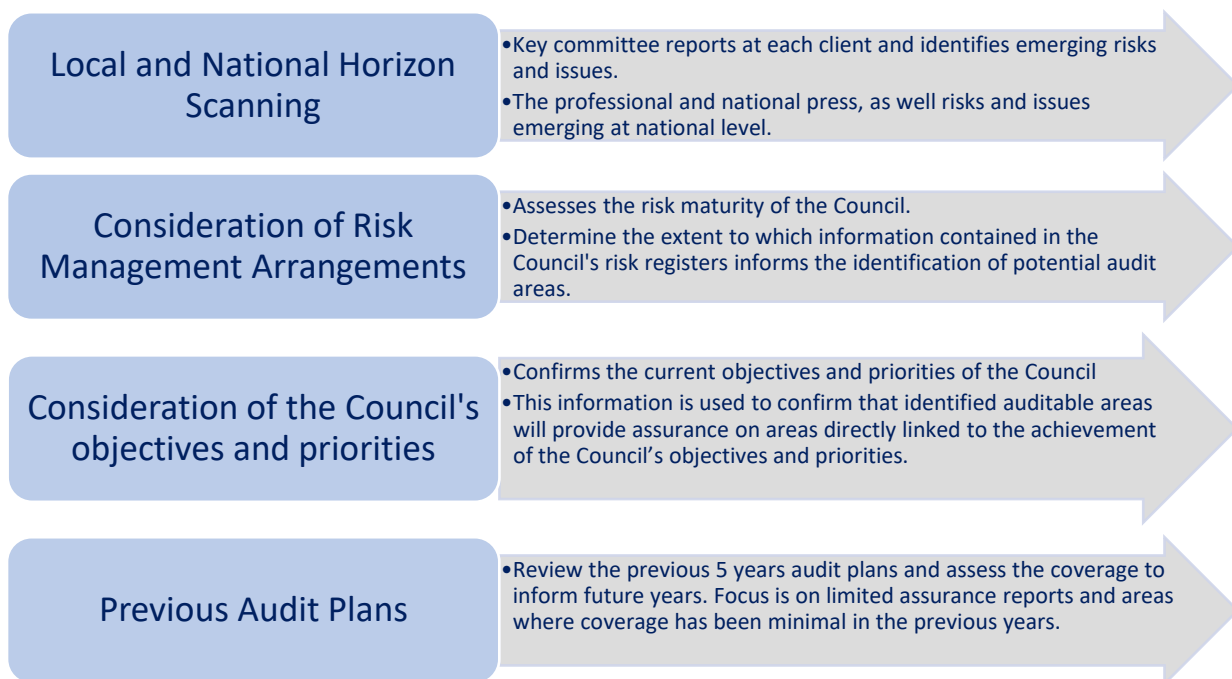 Local and National Horizon
Scanning
•Key committee reports at each client and identifies emerging risks
and issues.
•The professional and national press, as well risks and issues
emerging at national level.
Consideration of Risk
Management Arrangements
•Assesses the risk maturity of the Council.
•Determine the extent to which information contained in the
Council's risk registers informs the identification of potential audit
areas.
Consideration of the Council's
objectives and priorities
•Confirms the current objectives and priorities of the Council
•This information is used to confirm that identified auditable areas
will provide assurance on areas directly linked to the achievement
of the Council’s objectives and priorities.
Previous Audit Plans
•Review the previous 5 years audit plans and assess the coverage to
inform future years. Focus is on limited assurance reports and areas
where coverage has been minimal in the previous years.